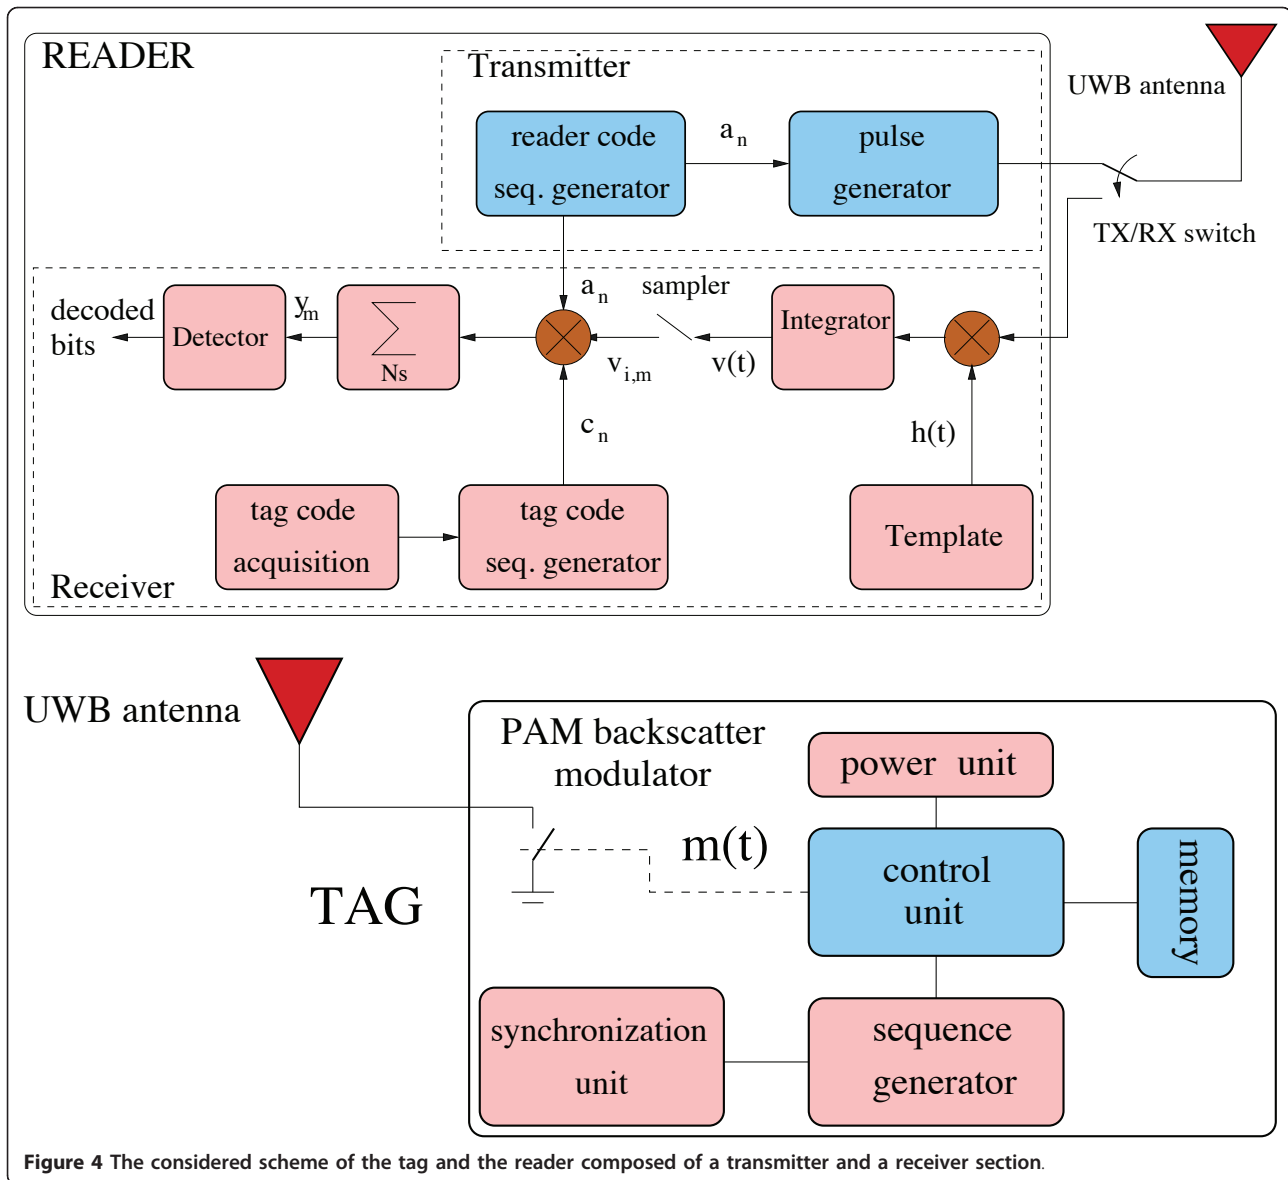 READER
Transmitter
UWB antenna
reader code
seq. generator
a n
pulse
generator
TX/RX switch
decoded
bits
Detector
y m
Ns
a n
sampler
v i,m
v(t)
Integrator
c n
h(t)
tag code
acquisition
tag code
seq. generator
Template
Receiver
UWB antenna
PAM backscatter
modulator
power unit
m(t)
control
unit
memory
TAG
synchronization
unit
sequence
generator
Figure 4 The considered scheme of the tag and the reader composed of a transmitter and a receiver section.